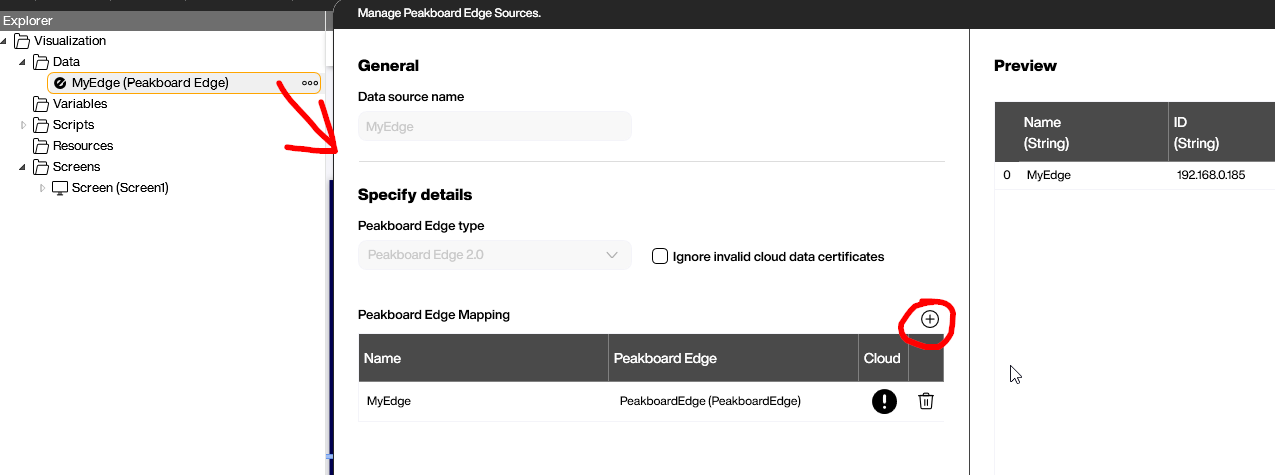 Explorer
Visualization
Data
MyEdge (Peakboard Edge)
Variables
Scripts
Resources
Screens
Screen (Screen1)
Manage Peakboard Edge Sources.
General
Data source name
MyEdge
Specify details
Peakboard Edge type
Peakboard Edge 2.0
Ignore invalid cloud data certificates
Peakboard Edge Mapping
Name Peakboard Edge Cloud
MyEdge PeakboardEdge (PeakboardEdge)
Preview
Name ID
(String) (String)
0 MyEdge 192.168.0.185